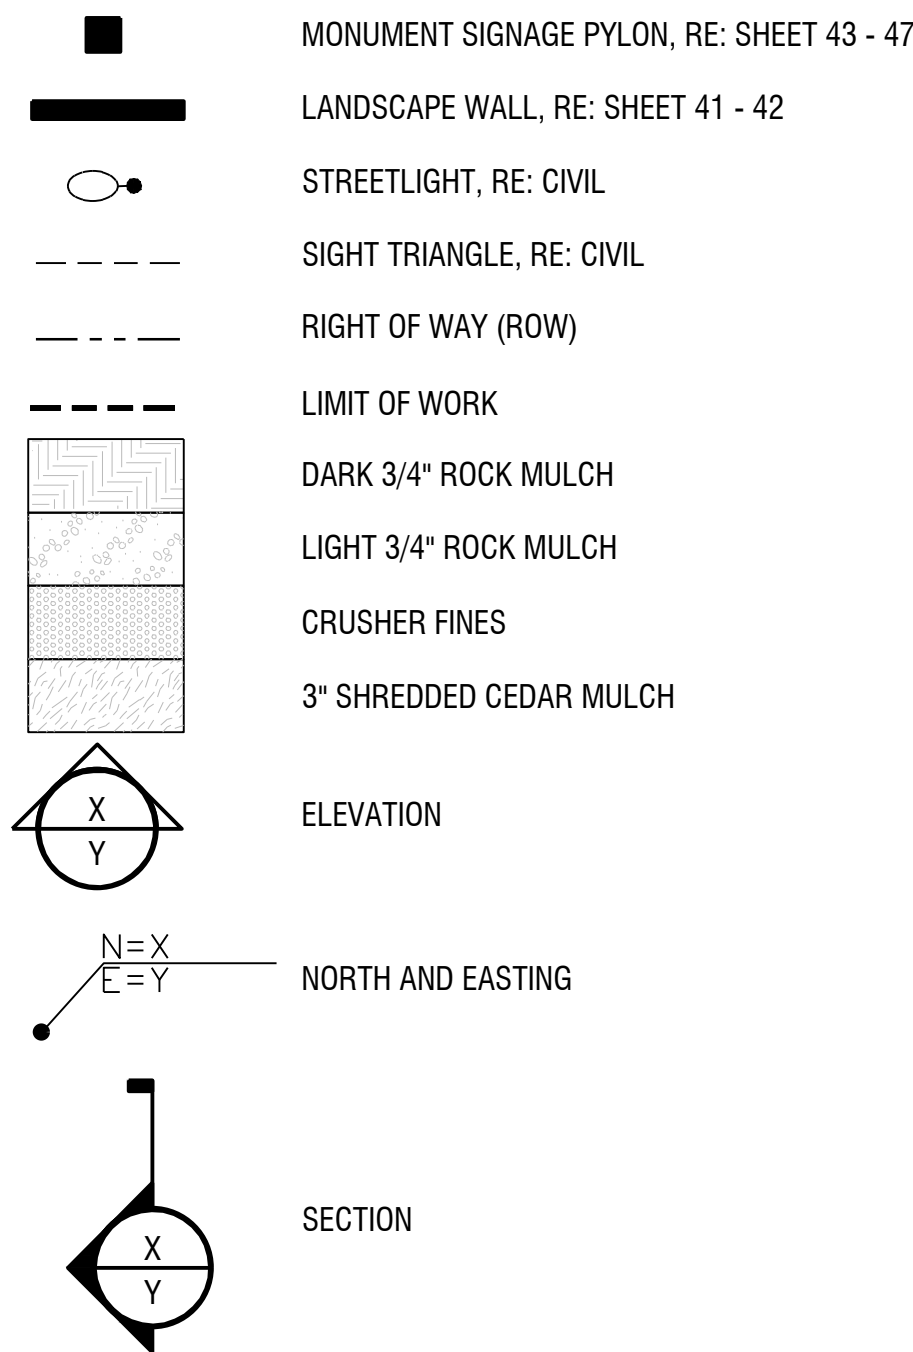 MONUMENT SIGNAGE PYLON, RE: SHEET 43 - 47
LANDSCAPE WALL, RE: SHEET 41 - 42
STREETLIGHT, RE: CIVIL
SIGHT TRIANGLE, RE: CIVIL
RIGHT OF WAY (ROW)
LIMIT OF WORK
DARK 3/4" ROCK MULCH
LIGHT 3/4" ROCK MULCH
CRUSHER FINES
3" SHREDDED CEDAR MULCH
X
Y
ELEVATION
N=X
E=Y
NORTH AND EASTING
X
Y
SECTION